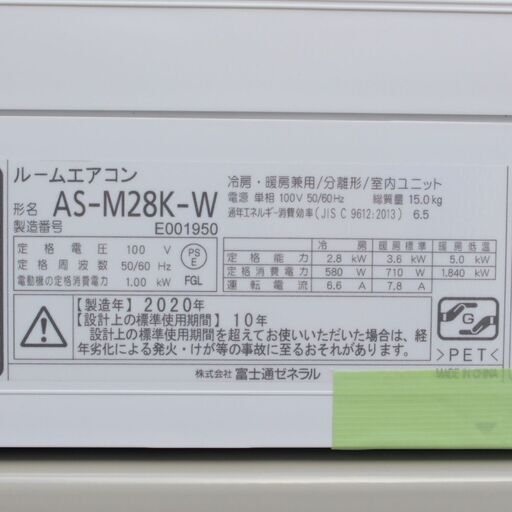 ルームエアコン
形名 AS-M28K-W
製造番号 E001950
冷房・暖房兼用/分離形/室内ユニット
電源 単相 100V 50/60Hz 総質量 15.0kg
通年エネルギー消費効率(JIS C 9612:2013) 6.5
定格電圧 100 V
定格周波数 50/60 Hz
電動機の定格消費電力 1.00 kW
PS
E
FGL
冷房 暖房標準 暖房低温
定格能力 2.8 kW 3.6 kW 5.0 kW
定格消費電力 580 W 710 W 1,840 kW
運転電流 6.6 A 7.8 A
【製造年】2020年
【設計上の標準使用期間】10年
設計上の標準使用期間を超えてお使いいただいた場合は、経
年劣化による発火・けが等の事故に至るおそれがあります。
G
>PET<
株式会社 富士通ゼネラル
MADE IN CHINA